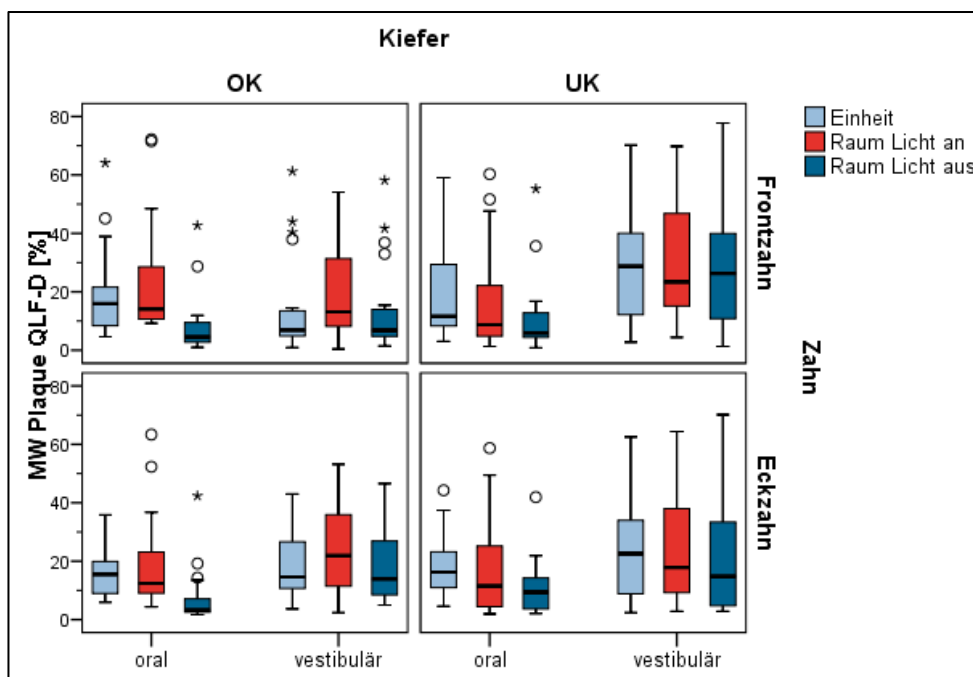 Kiefer
OK
UK
MW Plaque QLF-D [%]
80
60
40
20
0
80
60
40
20
0
Frontzahn
Eckzahn
Zahn
oral
vestibulär
oral
vestibulär
Einheit
Raum Licht an
Raum Licht aus